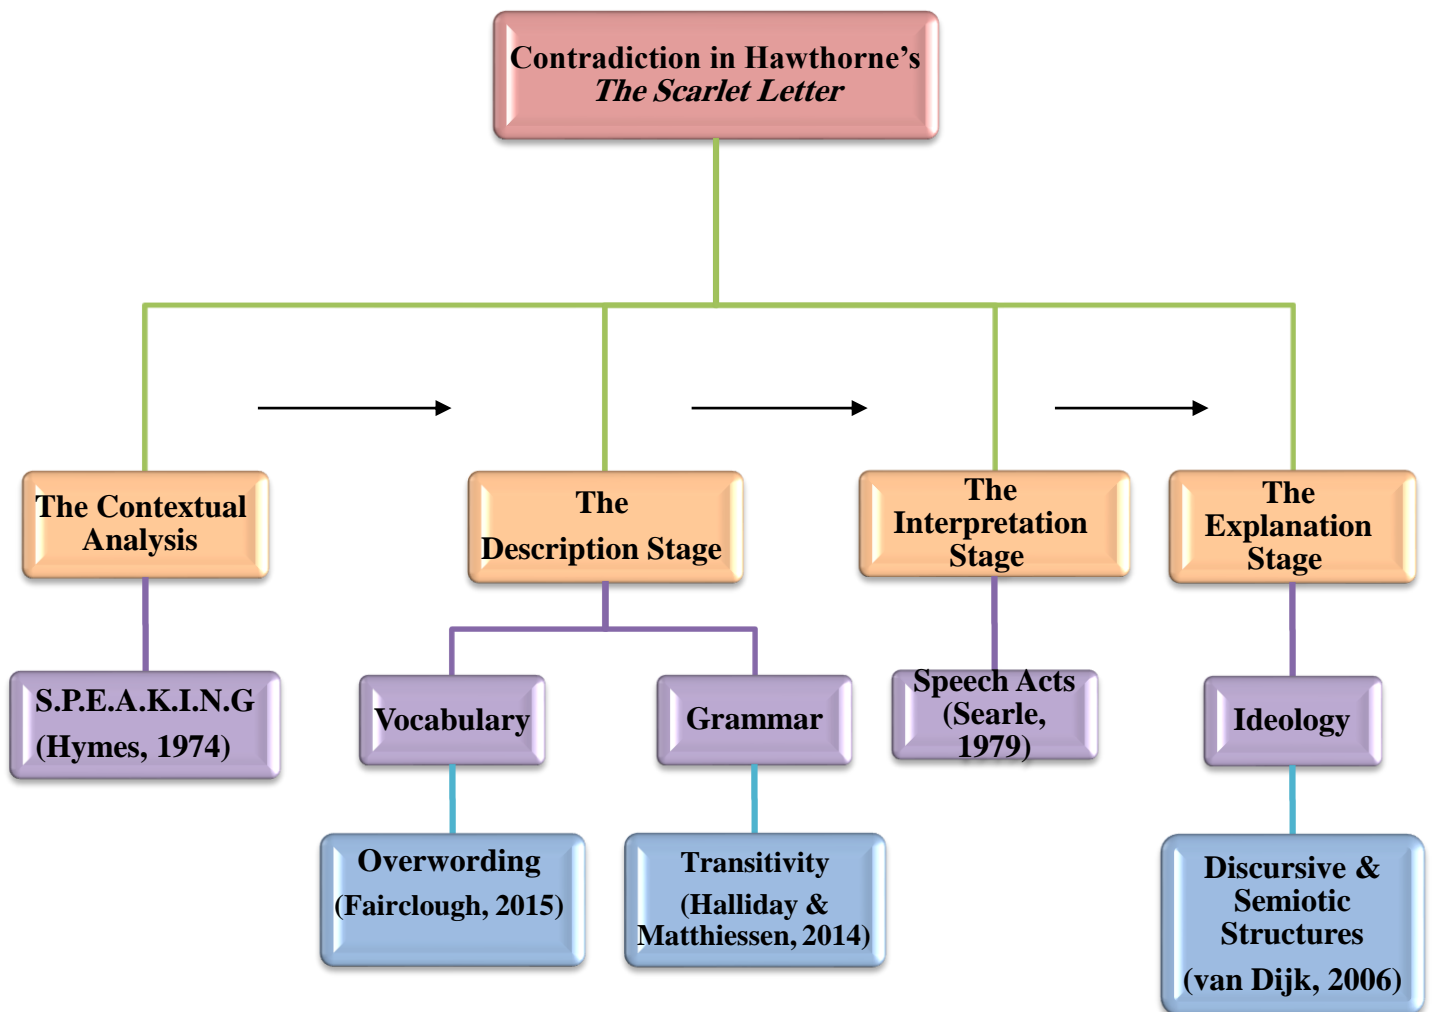 Contradiction in Hawthorne’s
The Scarlet Letter
The Contextual
Analysis
The
Description Stage
The
Interpretation
Stage
The
Explanation
Stage
S.P.E.A.K.I.N.G
(Hymes, 1974)
Vocabulary
Grammar
Speech Acts
(Searle,
1979)
Ideology
Overwording
(Fairclough, 2015)
Transitivity
(Halliday &
Matthiessen, 2014)
Discursive &
Semiotic
Structures
(van Dijk, 2006)